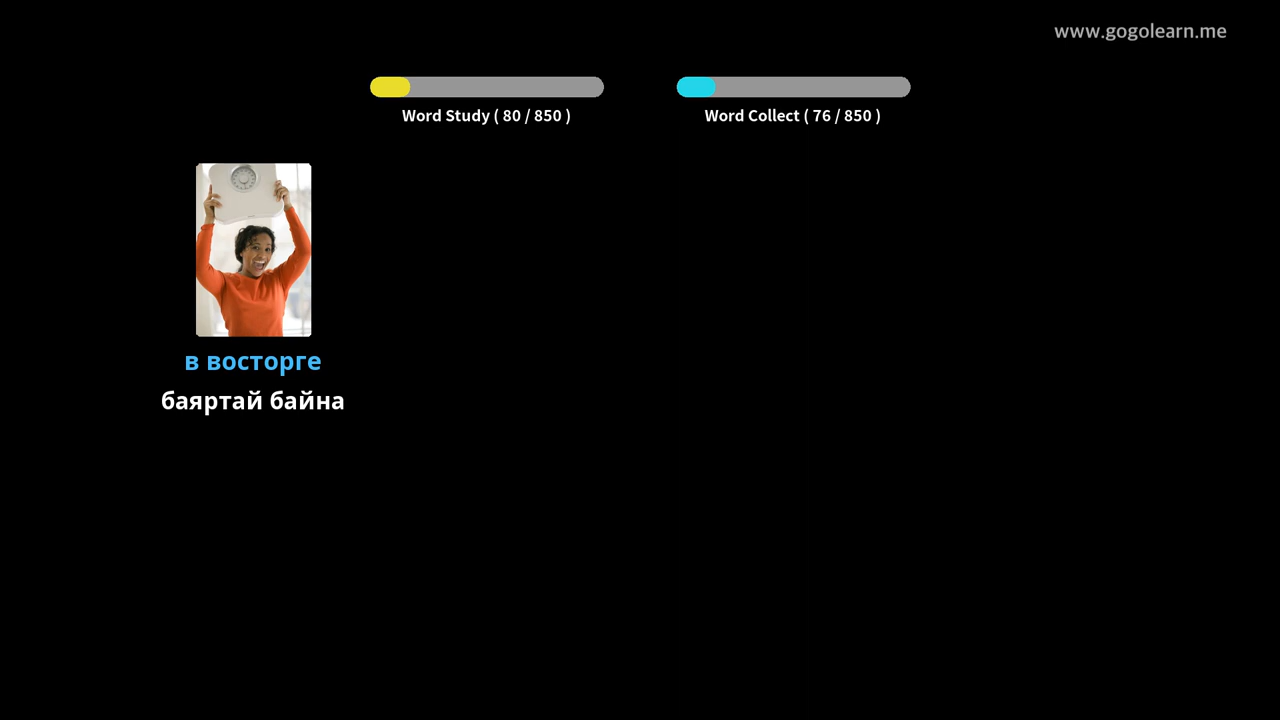 www.gogolearn.me
Word Study ( 80 / 850 )
Word Collect ( 76 / 850 )
в восторге
баяртай байна